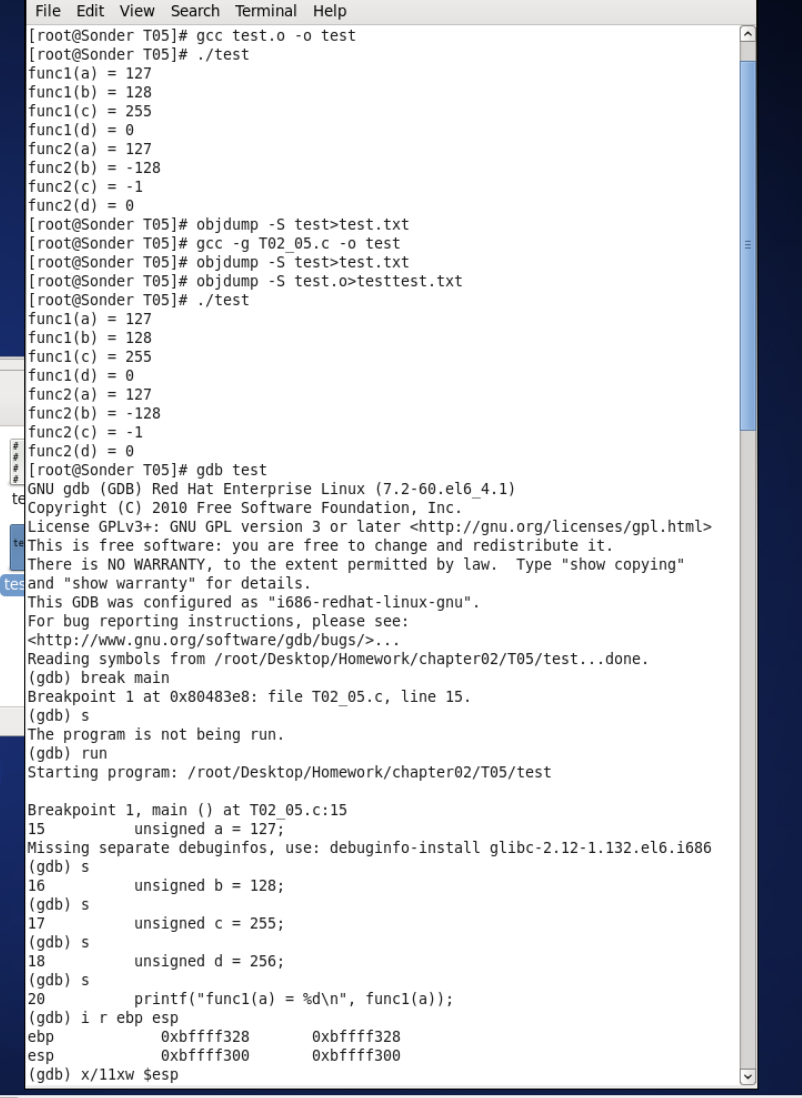 File Edit View Search Terminal Help
[root@Sonder T05]# gcc test.o -o test
[root@Sonder T05]# ./test
func1(a) = 127
func1(b) = 128
func1(c) = 255
func1(d) = 0
func2(a) = 127
func2(b) = -128
func2(c) = -1
func2(d) = 0
[root@Sonder T05]# objdump -S test>test.txt
[root@Sonder T05]# gcc -g T02_05.c -o test
[root@Sonder T05]# objdump -S test>test.txt
[root@Sonder T05]# objdump -S test.o>testtest.txt
[root@Sonder T05]# ./test
func1(a) = 127
func1(b) = 128
func1(c) = 255
func1(d) = 0
func2(a) = 127
func2(b) = -128
func2(c) = -1
func2(d) = 0
[root@Sonder T05]# gdb test
GNU gdb (GDB) Red Hat Enterprise Linux (7.2-60.el6_4.1)
Copyright (C) 2010 Free Software Foundation, Inc.
License GPLv3+: GNU GPL version 3 or later <http://gnu.org/licenses/gpl.html>
This is free software: you are free to change and redistribute it.
There is NO WARRANTY, to the extent permitted by law.  Type "show copying"
and "show warranty" for details.
This GDB was configured as "i686-redhat-linux-gnu".
For bug reporting instructions, please see:
<http://www.gnu.org/software/gdb/bugs/>...
Reading symbols from /root/Desktop/Homework/chapter02/T05/test...done.
(gdb) break main
Breakpoint 1 at 0x80483e8: file T02_05.c, line 15.
(gdb) s
The program is not being run.
(gdb) run
Starting program: /root/Desktop/Homework/chapter02/T05/test
Breakpoint 1, main () at T02_05.c:15
15          unsigned a = 127;
Missing separate debuginfos, use: debuginfo-install glibc-2.12-1.132.el6.i686
(gdb) s
16          unsigned b = 128;
(gdb) s
17          unsigned c = 255;
(gdb) s
18          unsigned d = 256;
(gdb) s
20          printf("func1(a) = %d\n", func1(a));
(gdb) i r ebp esp
ebp            0xbffff328       0xbffff328
esp            0xbffff300       0xbffff300
(gdb) x/11xw $esp
te
te
tes